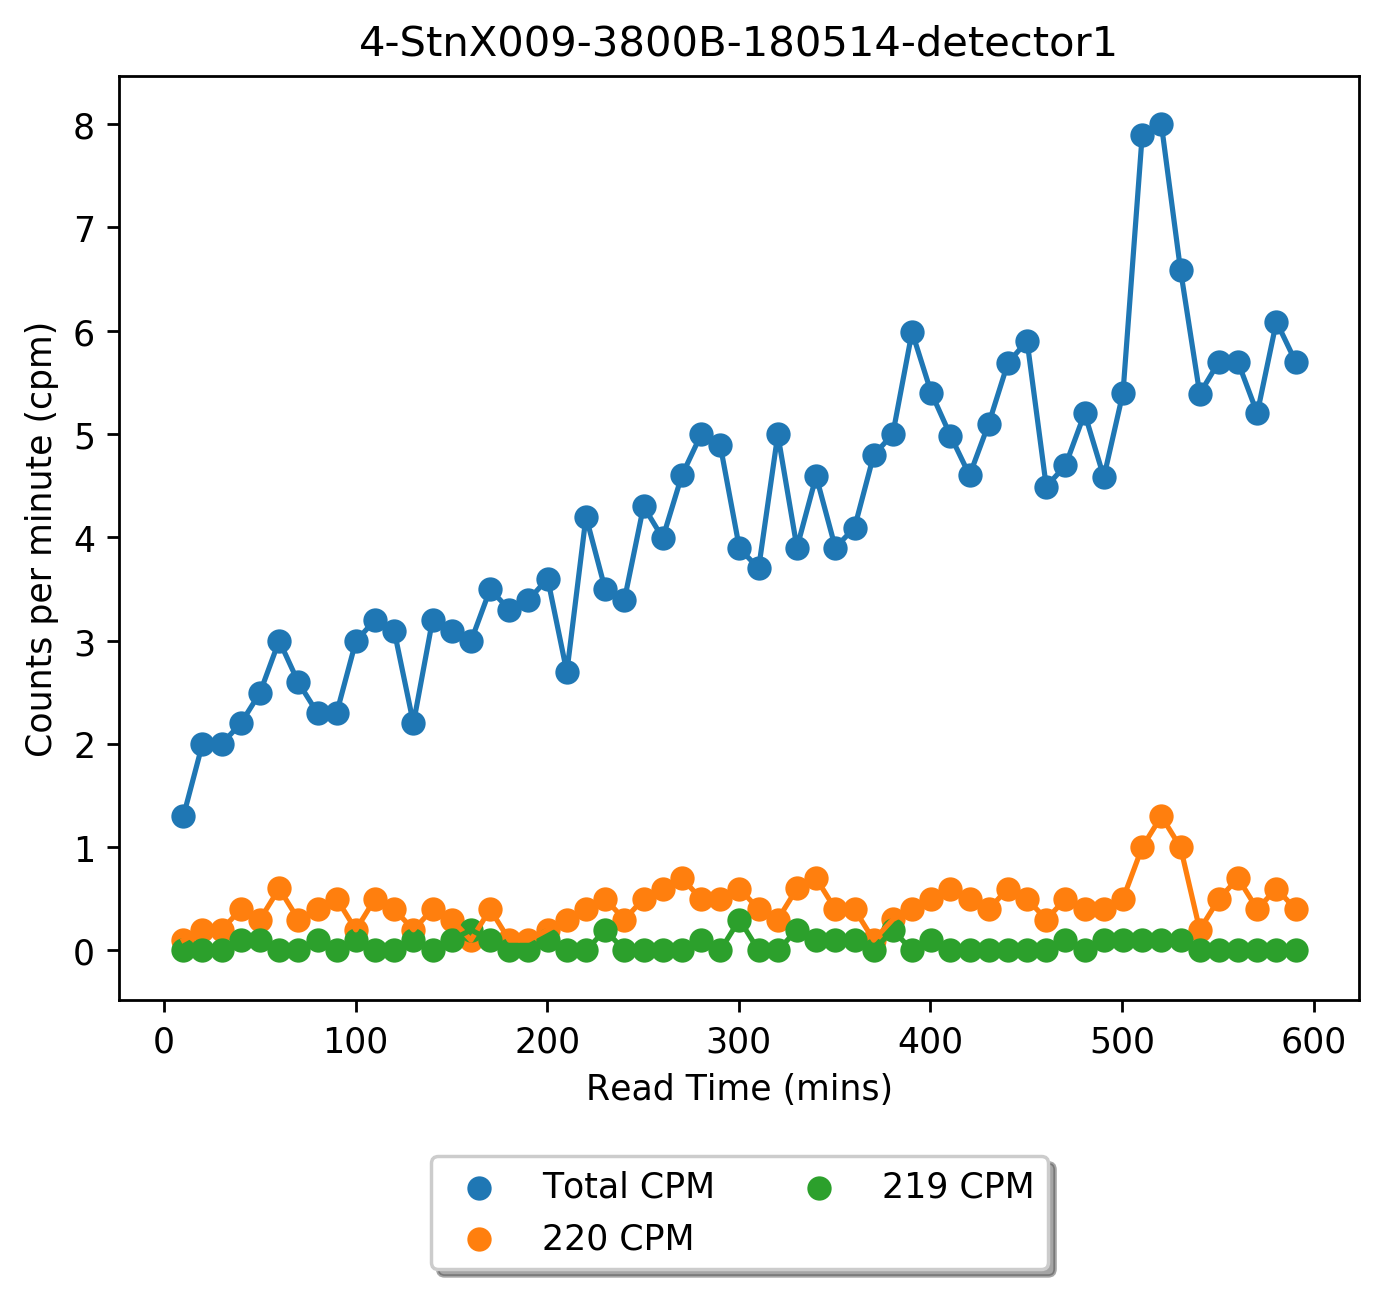 4-StnX009-3800B-180514-detector1
8
7
6
5
4
3
2
1
0
Counts per minute (cpm)
0 100 200 300 400 500 600
Read Time (mins)
Total CPM 219 CPM
220 CPM